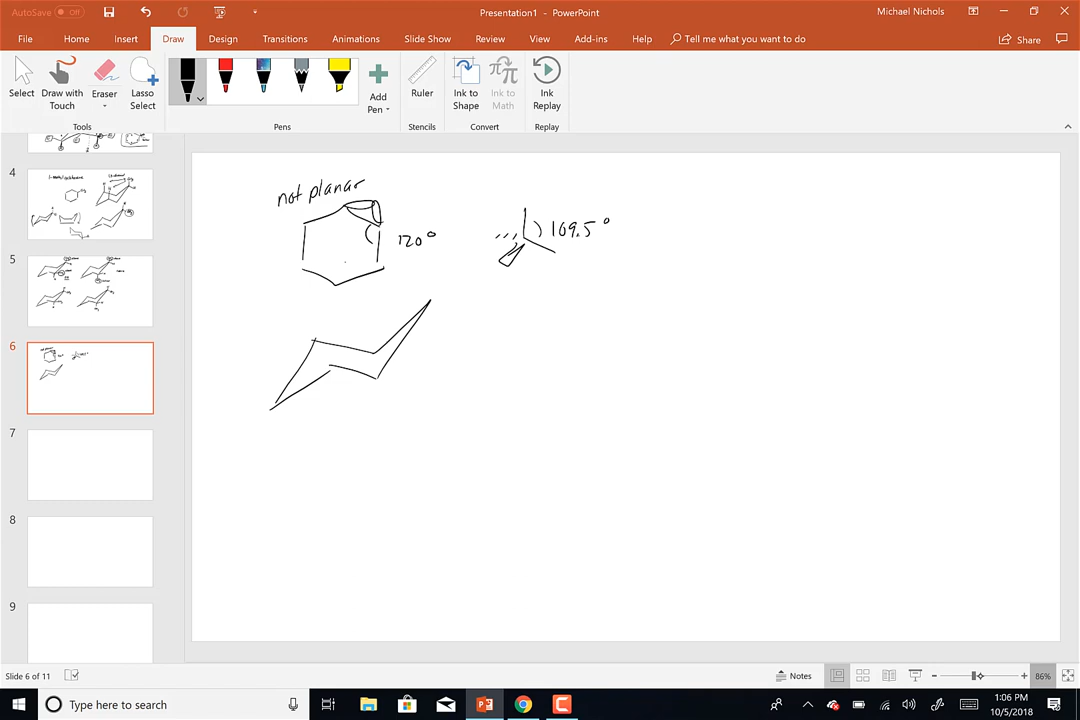 AutoSave Off
Presentation1 - PowerPoint
Michael Nichols
File Home Insert Draw Design Transitions Animations Slide Show Review View Add-ins Help Tell me what you want to do
Share
Select
Draw with Touch
Eraser
Lasso Select
Add Pen
Ruler
Ink to Shape
Ink to Math
Ink Replay
Tools Pens Stencils Convert Replay
4
5
6
7
8
9
not planar
120°
109.5°
Slide 6 of 11
Notes
86%
Type here to search
1:06 PM
10/5/2018